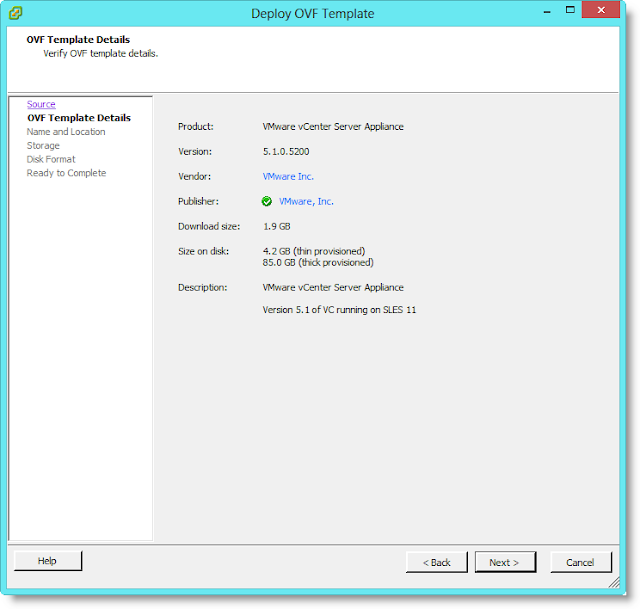 Deploy OVF Template
OVF Template Details
Verify OVF template details.
Source
OVF Template Details
Name and Location
Storage
Disk Format
Ready to Complete
Product: VMware vCenter Server Appliance
Version: 5.1.0.5200
Vendor: VMware Inc.
Publisher: VMware, Inc.
Download size: 1.9 GB
Size on disk: 4.2 GB (thin provisioned)
85.0 GB (thick provisioned)
Description: VMware vCenter Server Appliance
Version 5.1 of VC running on SLES 11
Help < Back Next > Cancel